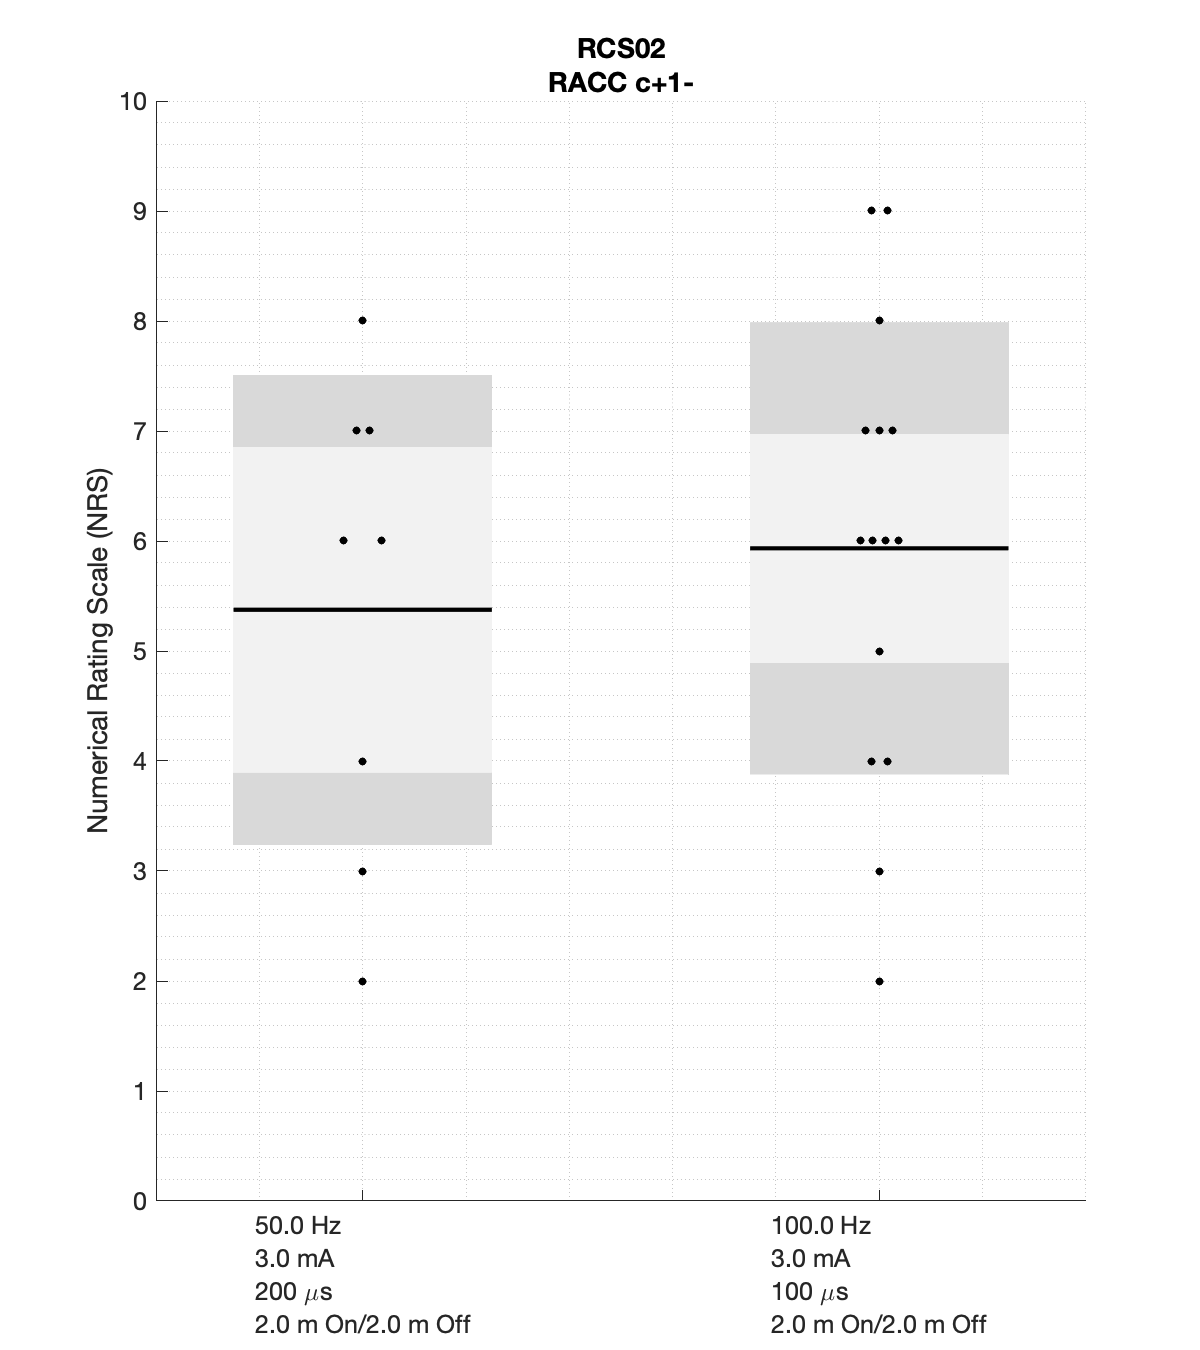 RCS02
RACC c+1-
10
9
8
7
6
5
4
3
2
1
0
Numerical Rating Scale (NRS)
50.0 Hz
3.0 mA
200 μs
2.0 m On/2.0 m Off
100.0 Hz
3.0 mA
100 μs
2.0 m On/2.0 m Off